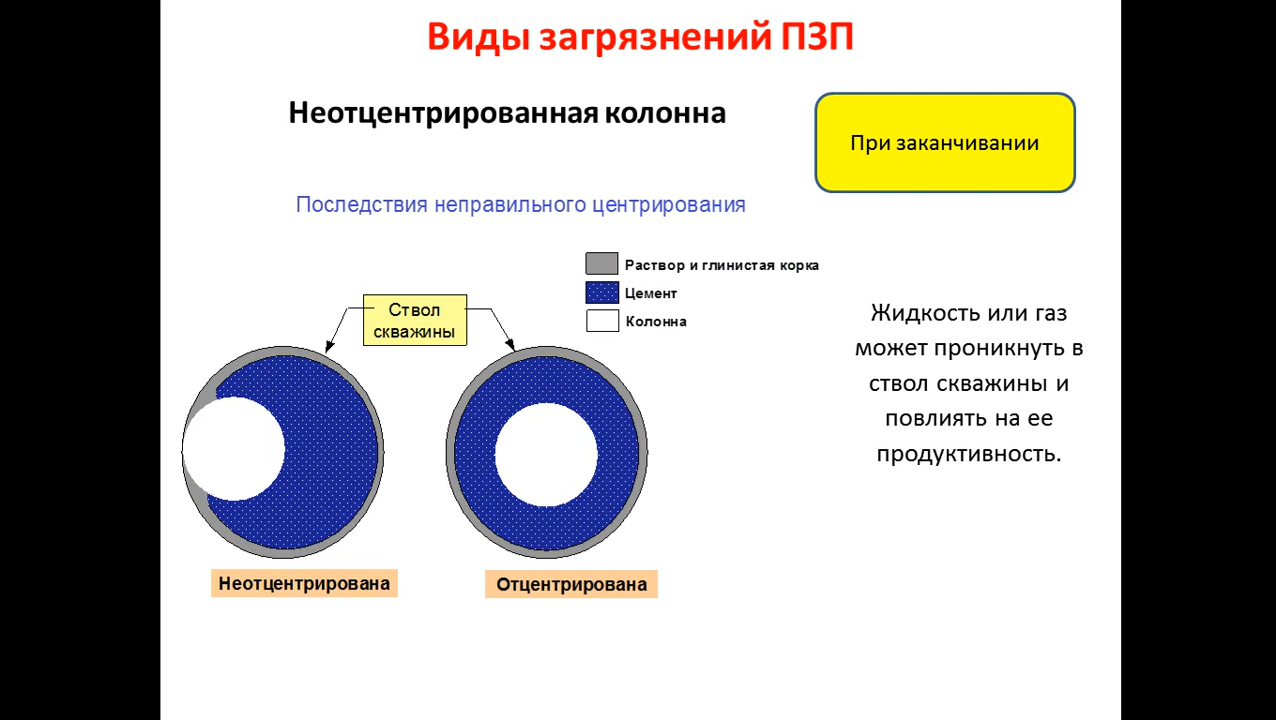 Виды загрязнений ПЗП
Неотцентрированная колонна
При заканчивании
Последствия неправильного центрирования
Раствор и глинистая корка
Цемент
Колонна
Ствол
скважины
Жидкость или газ
может проникнуть в
ствол скважины и
повлиять на ее
продуктивность.
Неотцентрирована
Отцентрирована